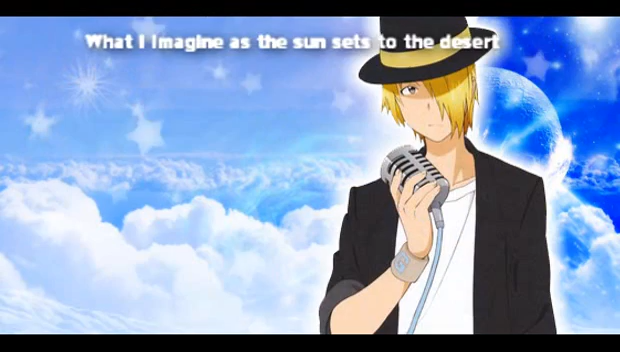 What I Imagine as the sun sets to the desert